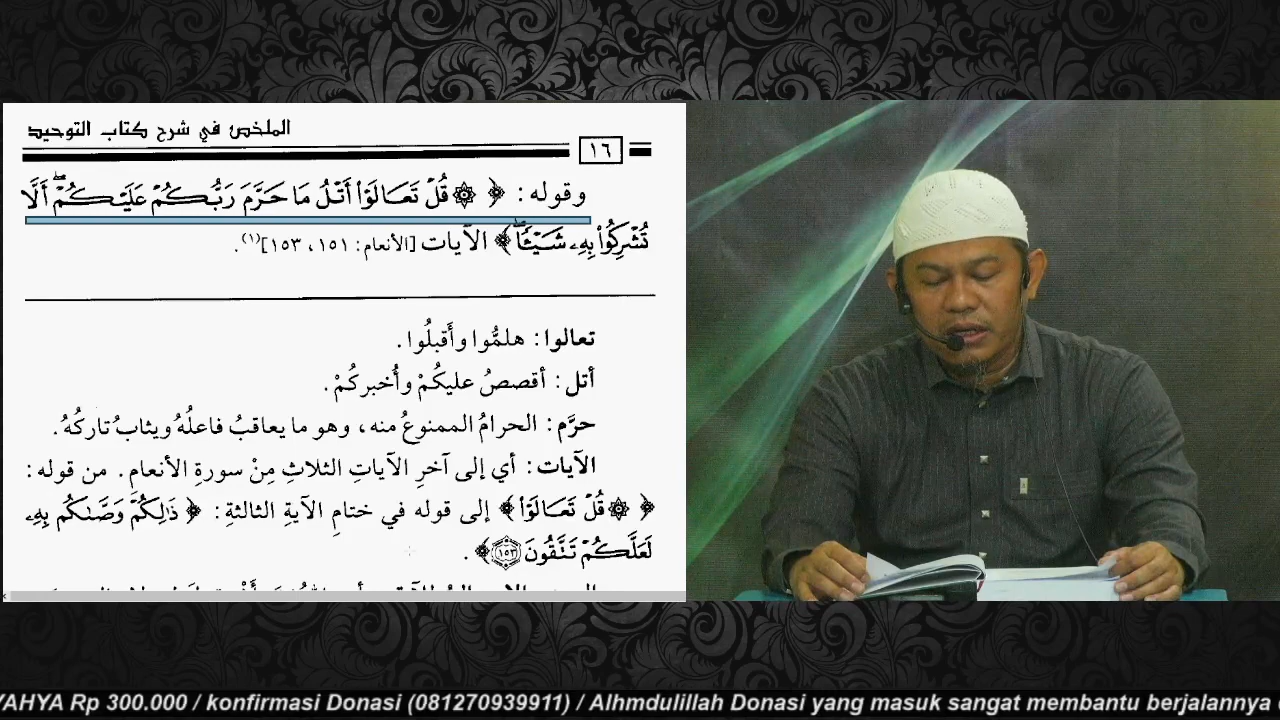 الملخص في شرح كتاب التوحيد
١٦
وقوله: ﴿ ۞ قُلْ تَعَالَوْا۟ أَتْلُ مَا حَرَّمَ رَبُّكُمْ عَلَيْكُمْ ۖ أَلَّا
تُشْرِكُوا۟ بِهِۦ شَيْـًٔا ۖ ﴾ الآيات [الأنعام: ١٥١، ١٥٣](١).
تعالوا: هلمُّوا وأَقبلُوا.
أتل: أقصصُ عليكُمْ وأُخبركُمْ.
حرَّم: الحرامُ الممنوعُ منه، وهو ما يعاقبُ فاعلُهُ ويثابُ تاركُهُ.
الآيات: أي إلى آخرِ الآياتِ الثلاثِ مِنْ سورةِ الأنعامِ. من قوله:
﴿ ۞ قُلْ تَعَالَوْا۟ ﴾ إلى قوله في ختامِ الآيةِ الثالثةِ: ﴿ ذَٰلِكُمْ وَصَّىٰكُم بِهِۦ
لَعَلَّكُمْ تَتَّقُونَ ١٥٣ ﴾.
YAHYA Rp 300.000 / konfirmasi Donasi (081270939911) / Alhmdulillah Donasi yang masuk sangat membantu berjalannya